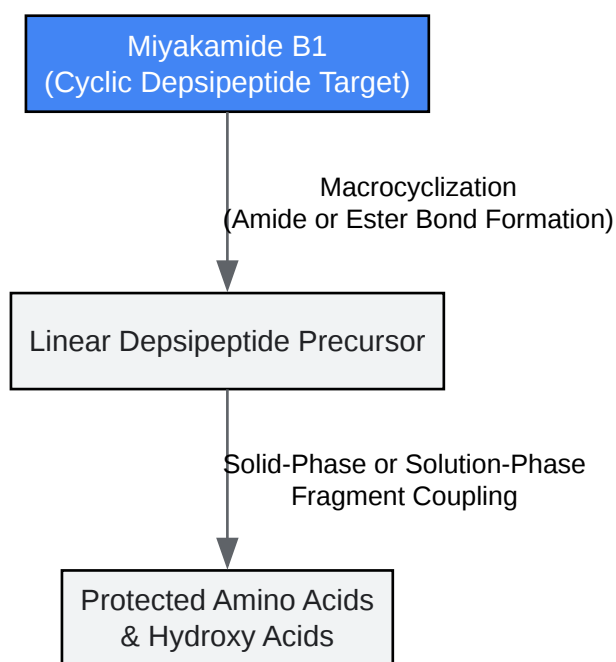 Miyakamide B1
(Cyclic Depsipeptide Target)
Macrocyclization
(Amide or Ester Bond Formation)
Linear Depsipeptide Precursor
Solid-Phase or Solution-Phase
Fragment Coupling
Protected Amino Acids
& Hydroxy Acids